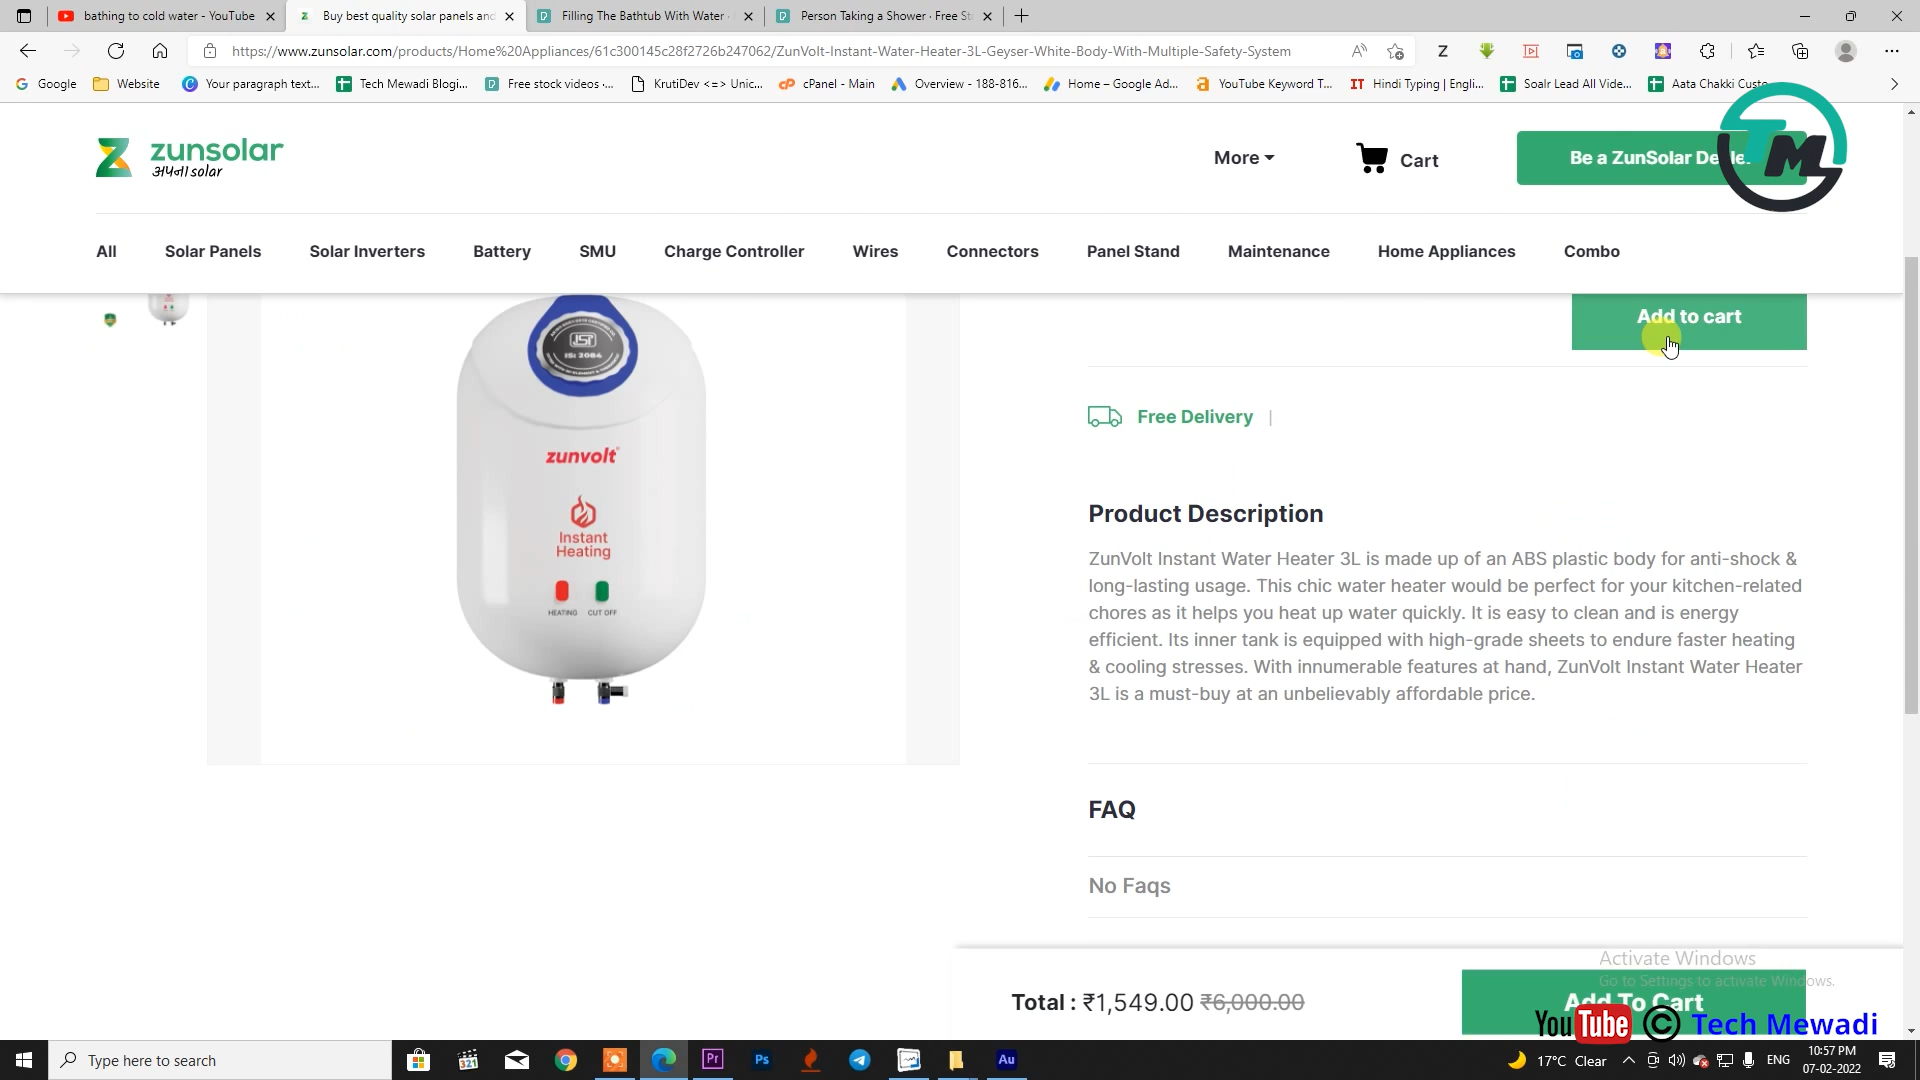 bathing to cold water - YouTube
Buy best quality solar panels and
Filling The Bathtub With Water ·
Person Taking a Shower · Free St
https://www.zunsolar.com/products/Home%20Appliances/61c300145c28f2726b247062/ZunVolt-Instant-Water-Heater-3L-Geyser-White-Body-With-Multiple-Safety-System
Google
Website
Your paragraph text...
Tech Mewadi Blogi...
Free stock videos ·...
KrutiDev <=> Unic...
cPanel - Main
Overview - 188-816...
Home – Google Ad...
YouTube Keyword T...
Hindi Typing | Engli...
Soalr Lead All Vide...
Aata Chakki Custo
zunsolar
अपना solar
More
Cart
Be a ZunSolar De
TM
All
Solar Panels
Solar Inverters
Battery
SMU
Charge Controller
Wires
Connectors
Panel Stand
Maintenance
Home Appliances
Combo
Add to cart
IS: 2084
zunvolt
Instant
Heating
HEATING CUT OFF
Free Delivery |
Product Description
ZunVolt Instant Water Heater 3L is made up of an ABS plastic body for anti-shock &
long-lasting usage. This chic water heater would be perfect for your kitchen-related
chores as it helps you heat up water quickly. It is easy to clean and is energy
efficient. Its inner tank is equipped with high-grade sheets to endure faster heating
& cooling stresses. With innumerable features at hand, ZunVolt Instant Water Heater
3L is a must-buy at an unbelievably affordable price.
FAQ
No Faqs
Activate Windows
Go to Settings to activate Windows.
Total : ₹1,549.00 ₹6,000.00
Add To Cart
YouTube © Tech Mewadi
Type here to search
321
Pr
Ps
Au
17°C Clear
ENG
10:57 PM
07-02-2022